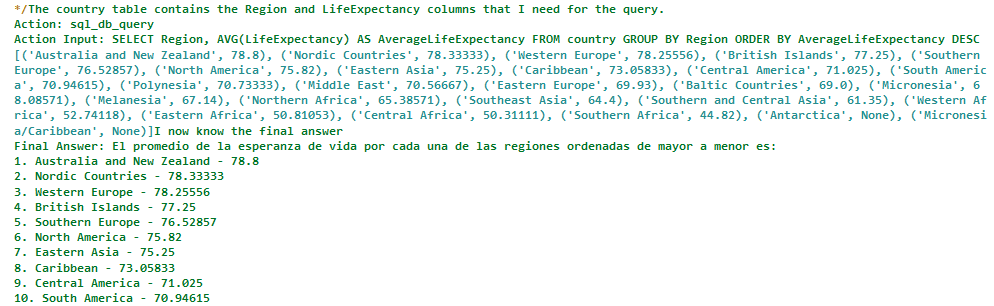 */The country table contains the Region and LifeExpectancy columns that I need for the query.
Action: sql_db_query
Action Input: SELECT Region, AVG(LifeExpectancy) AS AverageLifeExpectancy FROM country GROUP BY Region ORDER BY AverageLifeExpectancy DESC
[('Australia and New Zealand', 78.8), ('Nordic Countries', 78.33333), ('Western Europe', 78.25556), ('British Islands', 77.25), ('Southern
Europe', 76.52857), ('North America', 75.82), ('Eastern Asia', 75.25), ('Caribbean', 73.05833), ('Central America', 71.025), ('South Americ
a', 70.94615), ('Polynesia', 70.73333), ('Middle East', 70.56667), ('Eastern Europe', 69.93), ('Baltic Countries', 69.0), ('Micronesia', 6
8.08571), ('Melanesia', 67.14), ('Northern Africa', 65.38571), ('Southeast Asia', 64.4), ('Southern and Central Asia', 61.35), ('Western Af
rica', 52.74118), ('Eastern Africa', 50.81053), ('Central Africa', 50.31111), ('Southern Africa', 44.82), ('Antarctica', None), ('Micronesi
a/Caribbean', None)]I now know the final answer
Final Answer: El promedio de la esperanza de vida por cada una de las regiones ordenadas de mayor a menor es:
1. Australia and New Zealand - 78.8
2. Nordic Countries - 78.33333
3. Western Europe - 78.25556
4. British Islands - 77.25
5. Southern Europe - 76.52857
6. North America - 75.82
7. Eastern Asia - 75.25
8. Caribbean - 73.05833
9. Central America - 71.025
10. South America - 70.94615